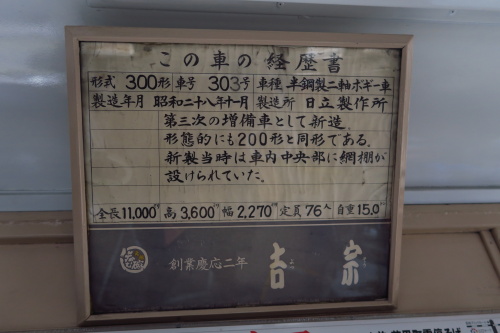 この車の経歴書
形式 300形 車号 303号 車種 半鋼製二軸ボギー車
製造年月 昭和二十八年十一月 製造所 日立製作所
第三次の増備車として新造.
形態的にも200形と同形である.
新製当時は車内中央部に網棚が
設けられていた.
全長11,000 高3,600 幅2,270 定員76人 自重15.0
創業慶応二年 吉宗